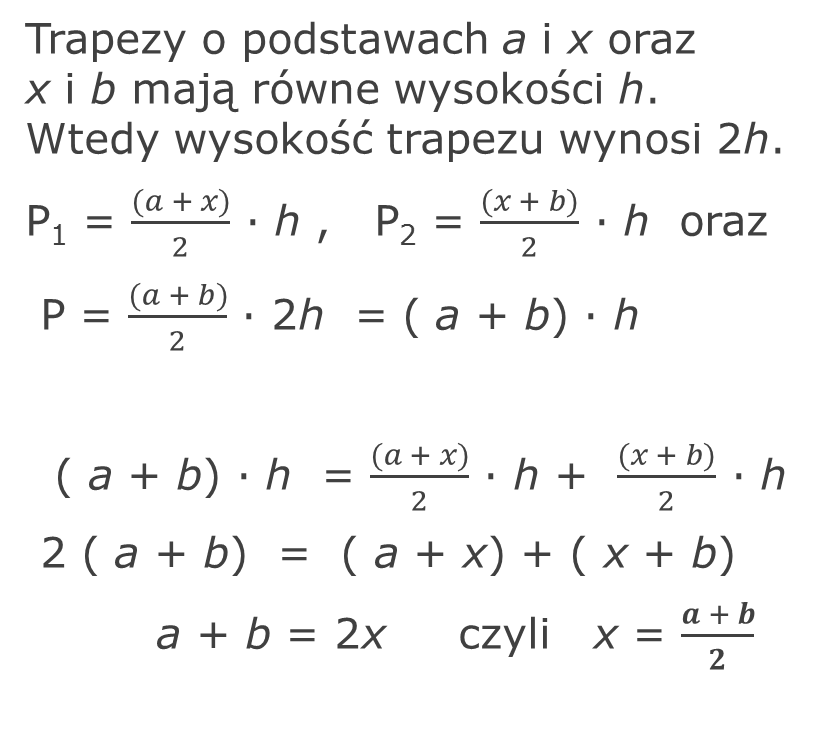 Trapezy o podstawach a i x oraz
x i b mają równe wysokości h.
Wtedy wysokość trapezu wynosi 2h.
P₁ = (a + x)/2 · h , P₂ = (x + b)/2 · h oraz
P = (a + b)/2 · 2h = ( a + b) · h
( a + b) · h = (a + x)/2 · h + (x + b)/2 · h
2 ( a + b) = ( a + x) + ( x + b)
a + b = 2x czyli x = a + b/2